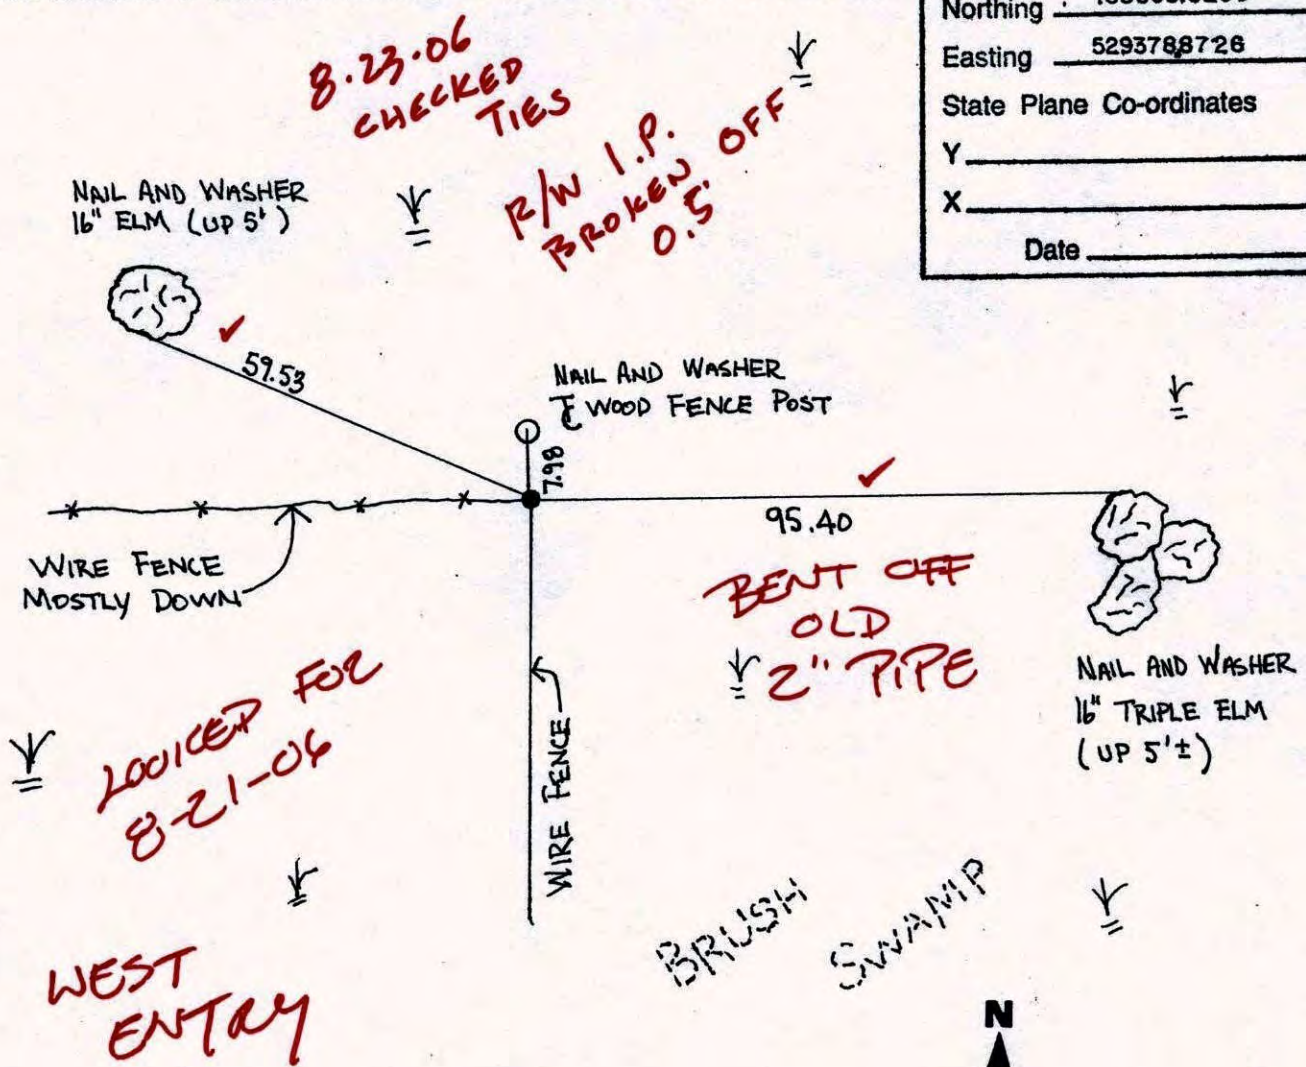 Northing
Easting 529378.8726
State Plane Co-ordinates
Y
X
Date
8.23.06
CHECKED
TIES
R/W I.P.
BROKEN OFF
0.5
NAIL AND WASHER
16" ELM (UP 5')
59.53
NAIL AND WASHER
℄ WOOD FENCE POST
7.98
95.40
WIRE FENCE
MOSTLY DOWN
BENT OFF
OLD
2" PIPE
NAIL AND WASHER
16" TRIPLE ELM
(UP 5'±)
LOOKED FOR
8-21-06
WIRE FENCE
BRUSH SWAMP
WEST
ENTRY
N